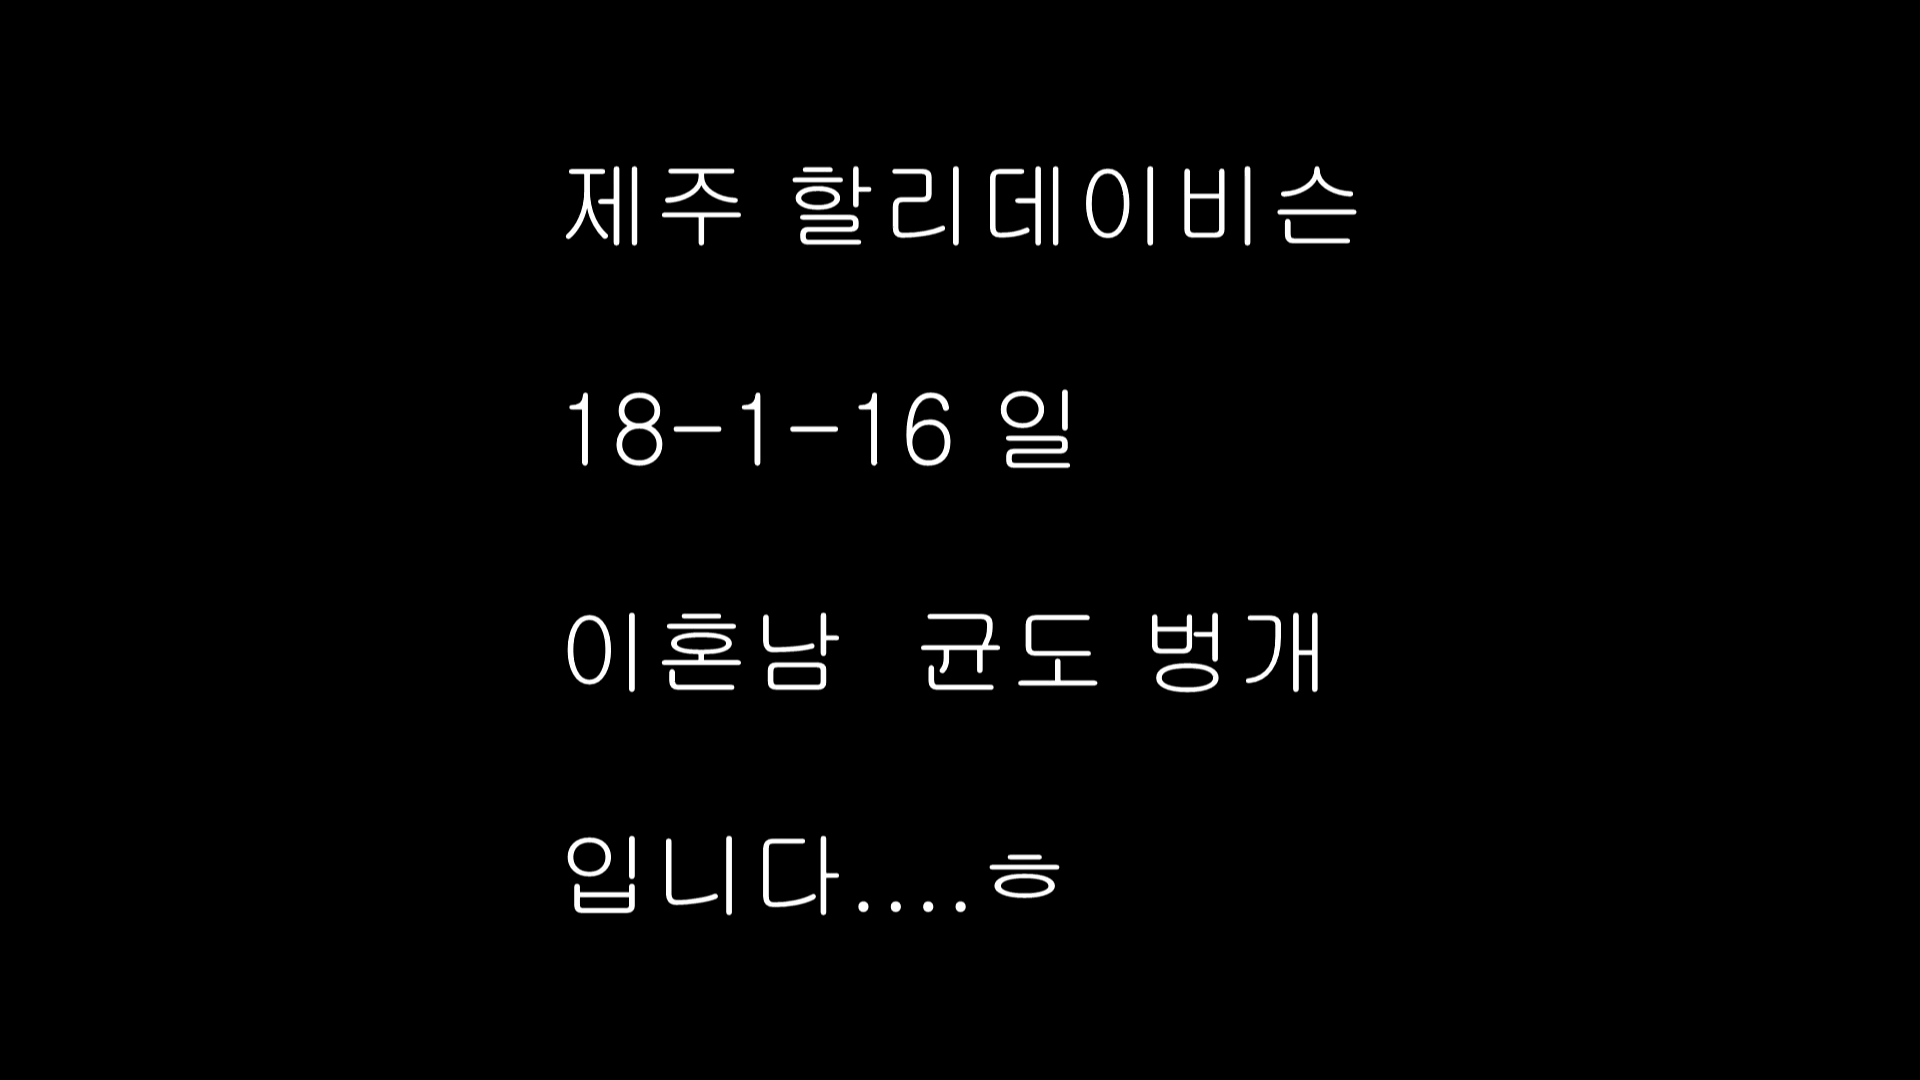 제주 할리데이비슨
18-1-16 일
이혼남  균도 벙개
입니다....ㅎ